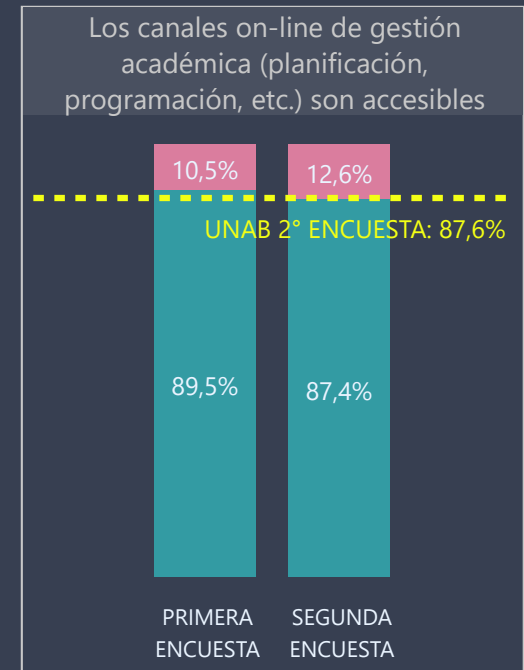 Los canales on-line de gestión
académica (planificación,
programación, etc.) son accesibles
10,5%
12,6%
UNAB 2° ENCUESTA: 87,6%
89,5%
87,4%
PRIMERA
ENCUESTA
SEGUNDA
ENCUESTA